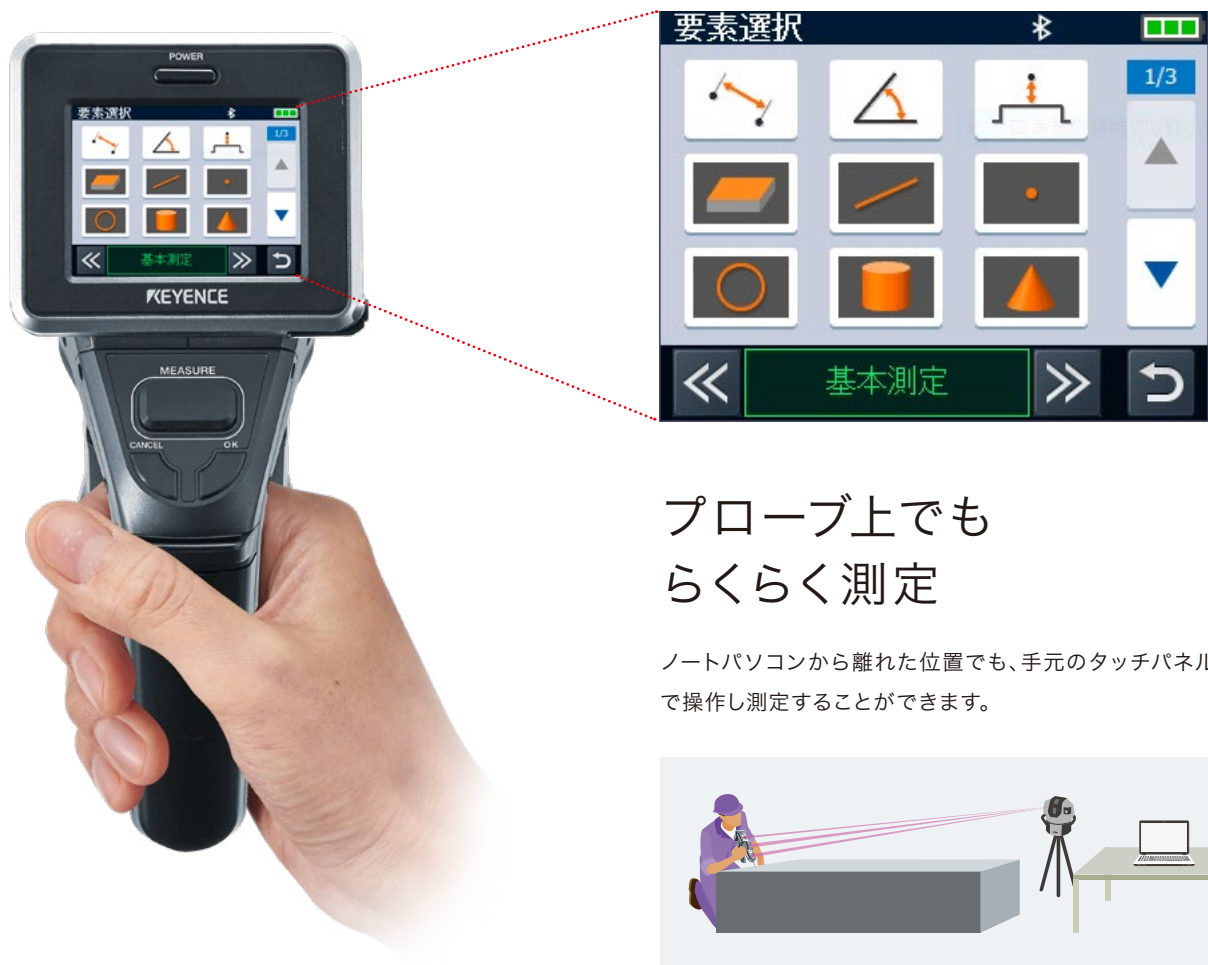 POWER
要素選択
1/3
基本測定
KEYENCE
MEASURE
CANCEL
OK
要素選択
1/3
基本測定
プローブ上でも
らくらく測定
ノートパソコンから離れた位置でも、手元のタッチパネル
で操作し測定することができます。